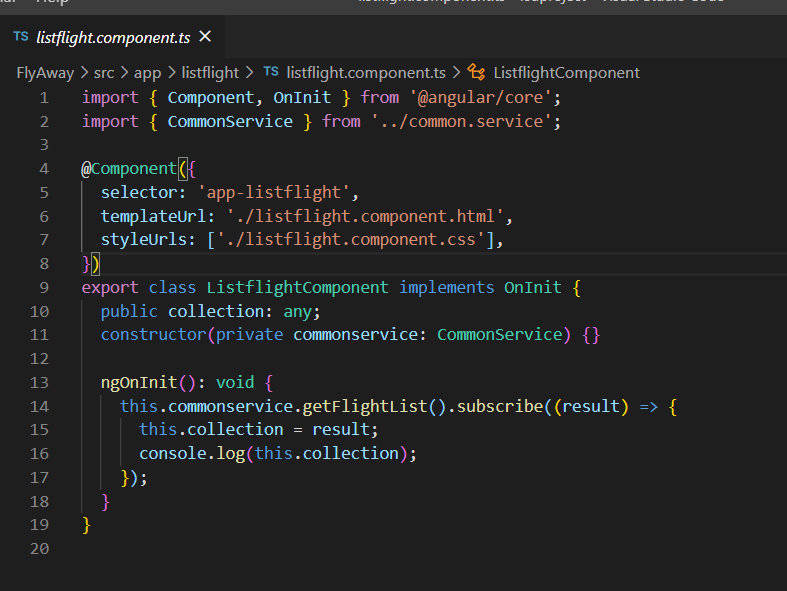 Help
TS listflight.component.ts ×
FlyAway > src > app > listflight > TS listflight.component.ts > ListflightComponent
1 import { Component, OnInit } from '@angular/core';
2 import { CommonService } from '../common.service';
3
4 @Component({
5 selector: 'app-listflight',
6 templateUrl: './listflight.component.html',
7 styleUrls: ['./listflight.component.css'],
8 })
9 export class ListflightComponent implements OnInit {
10 public collection: any;
11 constructor(private commonservice: CommonService) {}
12
13 ngOnInit(): void {
14 this.commonservice.getFlightList().subscribe((result) => {
15 this.collection = result;
16 console.log(this.collection);
17 });
18 }
19 }
20